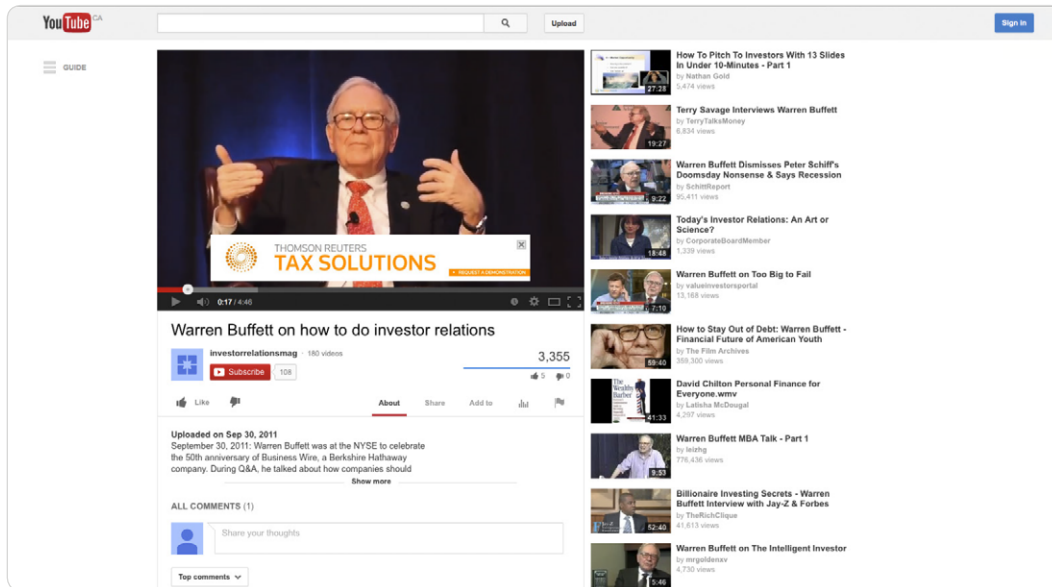 YouTube CA
Upload
Sign in
GUIDE
THOMSON REUTERS
TAX SOLUTIONS
REQUEST A DEMONSTRATION
0:17 / 4:46
Warren Buffett on how to do investor relations
investorrelationsmag · 180 videos
Subscribe 108
3,355
5 0
Like
About Share Add to
Uploaded on Sep 30, 2011
September 30, 2011: Warren Buffett was at the NYSE to celebrate
the 50th anniversary of Business Wire, a Berkshire Hathaway
company. During Q&A, he talked about how companies should
Show more
ALL COMMENTS (1)
Share your thoughts
Top comments
27:38
How To Pitch To Investors With 13 Slides
In Under 10-Minutes - Part 1
by Nathan Gold
5,474 views
19:27
Terry Savage Interviews Warren Buffett
by TerryTalksMoney
6,834 views
9:22
Warren Buffett Dismisses Peter Schiff's
Doomsday Nonsense & Says Recession
by SchittReport
95,411 views
18:48
Today's Investor Relations: An Art or
Science?
by CorporateBoardMember
1,339 views
7:10
Warren Buffett on Too Big to Fail
by valueinvestorsportal
13,168 views
59:40
How to Stay Out of Debt: Warren Buffett -
Financial Future of American Youth
by The Film Archives
359,300 views
The
Wealthy
Barber
41:33
David Chilton Personal Finance for
Everyone.wmv
by Latisha McDougal
4,297 views
9:53
Warren Buffett MBA Talk - Part 1
by leizhg
776,436 views
52:40
Billionaire Investing Secrets - Warren
Buffett Interview with Jay-Z & Forbes
by TheRichClique
41,613 views
5:46
Warren Buffett on The Intelligent Investor
by mrgoldenav
4,730 views